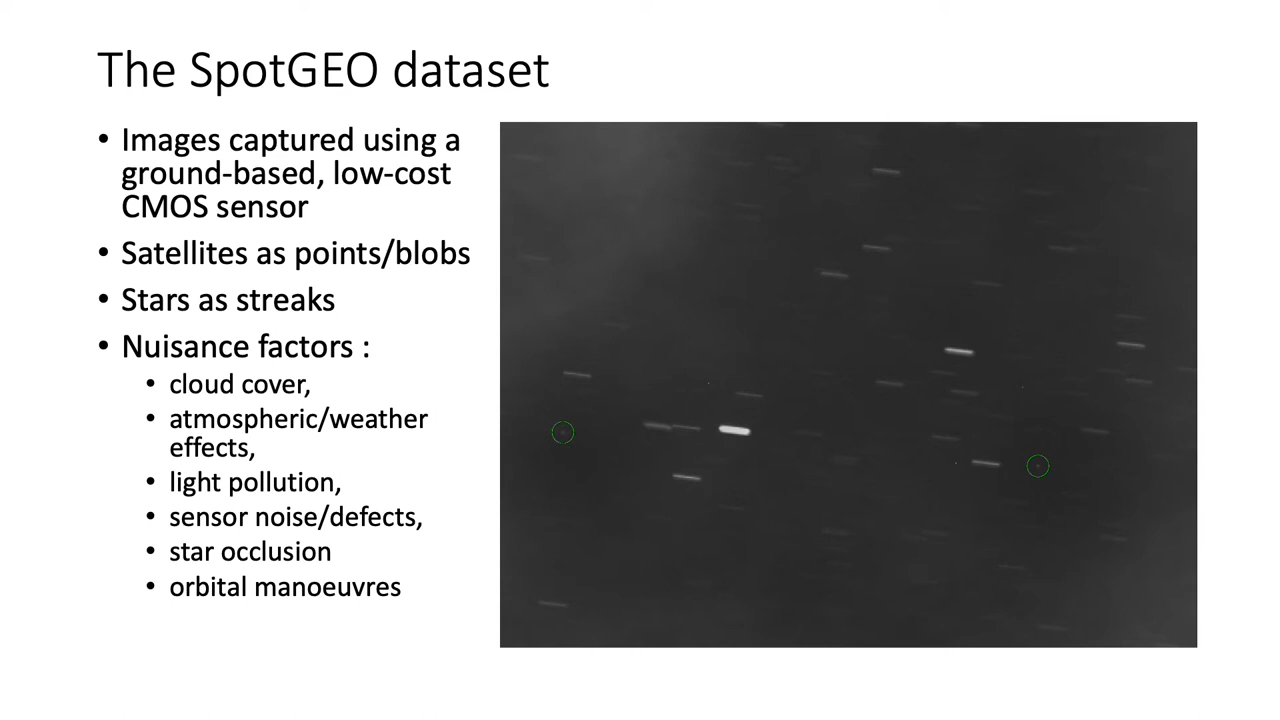 The SpotGEO dataset
• Images captured using a
ground-based, low-cost
CMOS sensor
• Satellites as points/blobs
• Stars as streaks
• Nuisance factors :
• cloud cover,
• atmospheric/weather
effects,
• light pollution,
• sensor noise/defects,
• star occlusion
• orbital manoeuvres